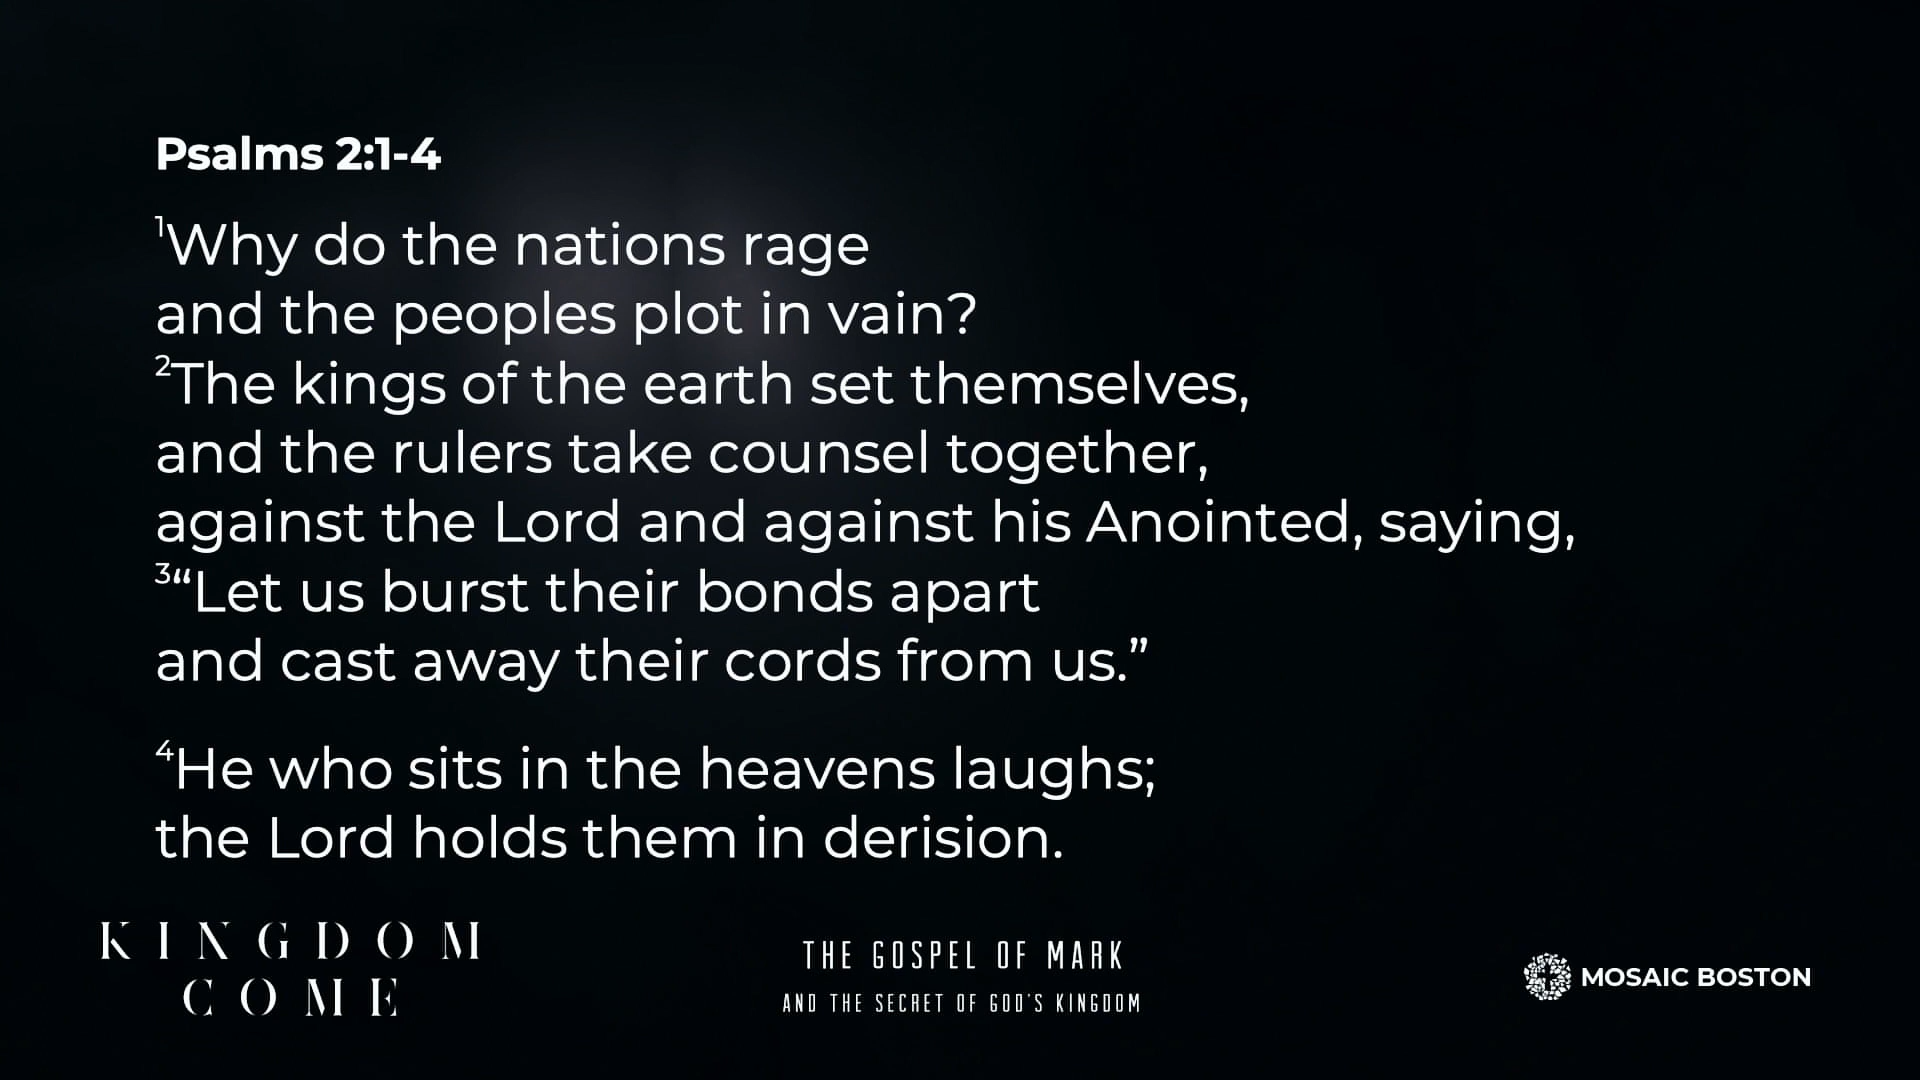 Psalms 2:1-4
¹Why do the nations rage
and the peoples plot in vain?
²The kings of the earth set themselves,
and the rulers take counsel together,
against the Lord and against his Anointed, saying,
³“Let us burst their bonds apart
and cast away their cords from us.”
⁴He who sits in the heavens laughs;
the Lord holds them in derision.
KINGDOM
COME
THE GOSPEL OF MARK
AND THE SECRET OF GOD'S KINGDOM
MOSAIC BOSTON